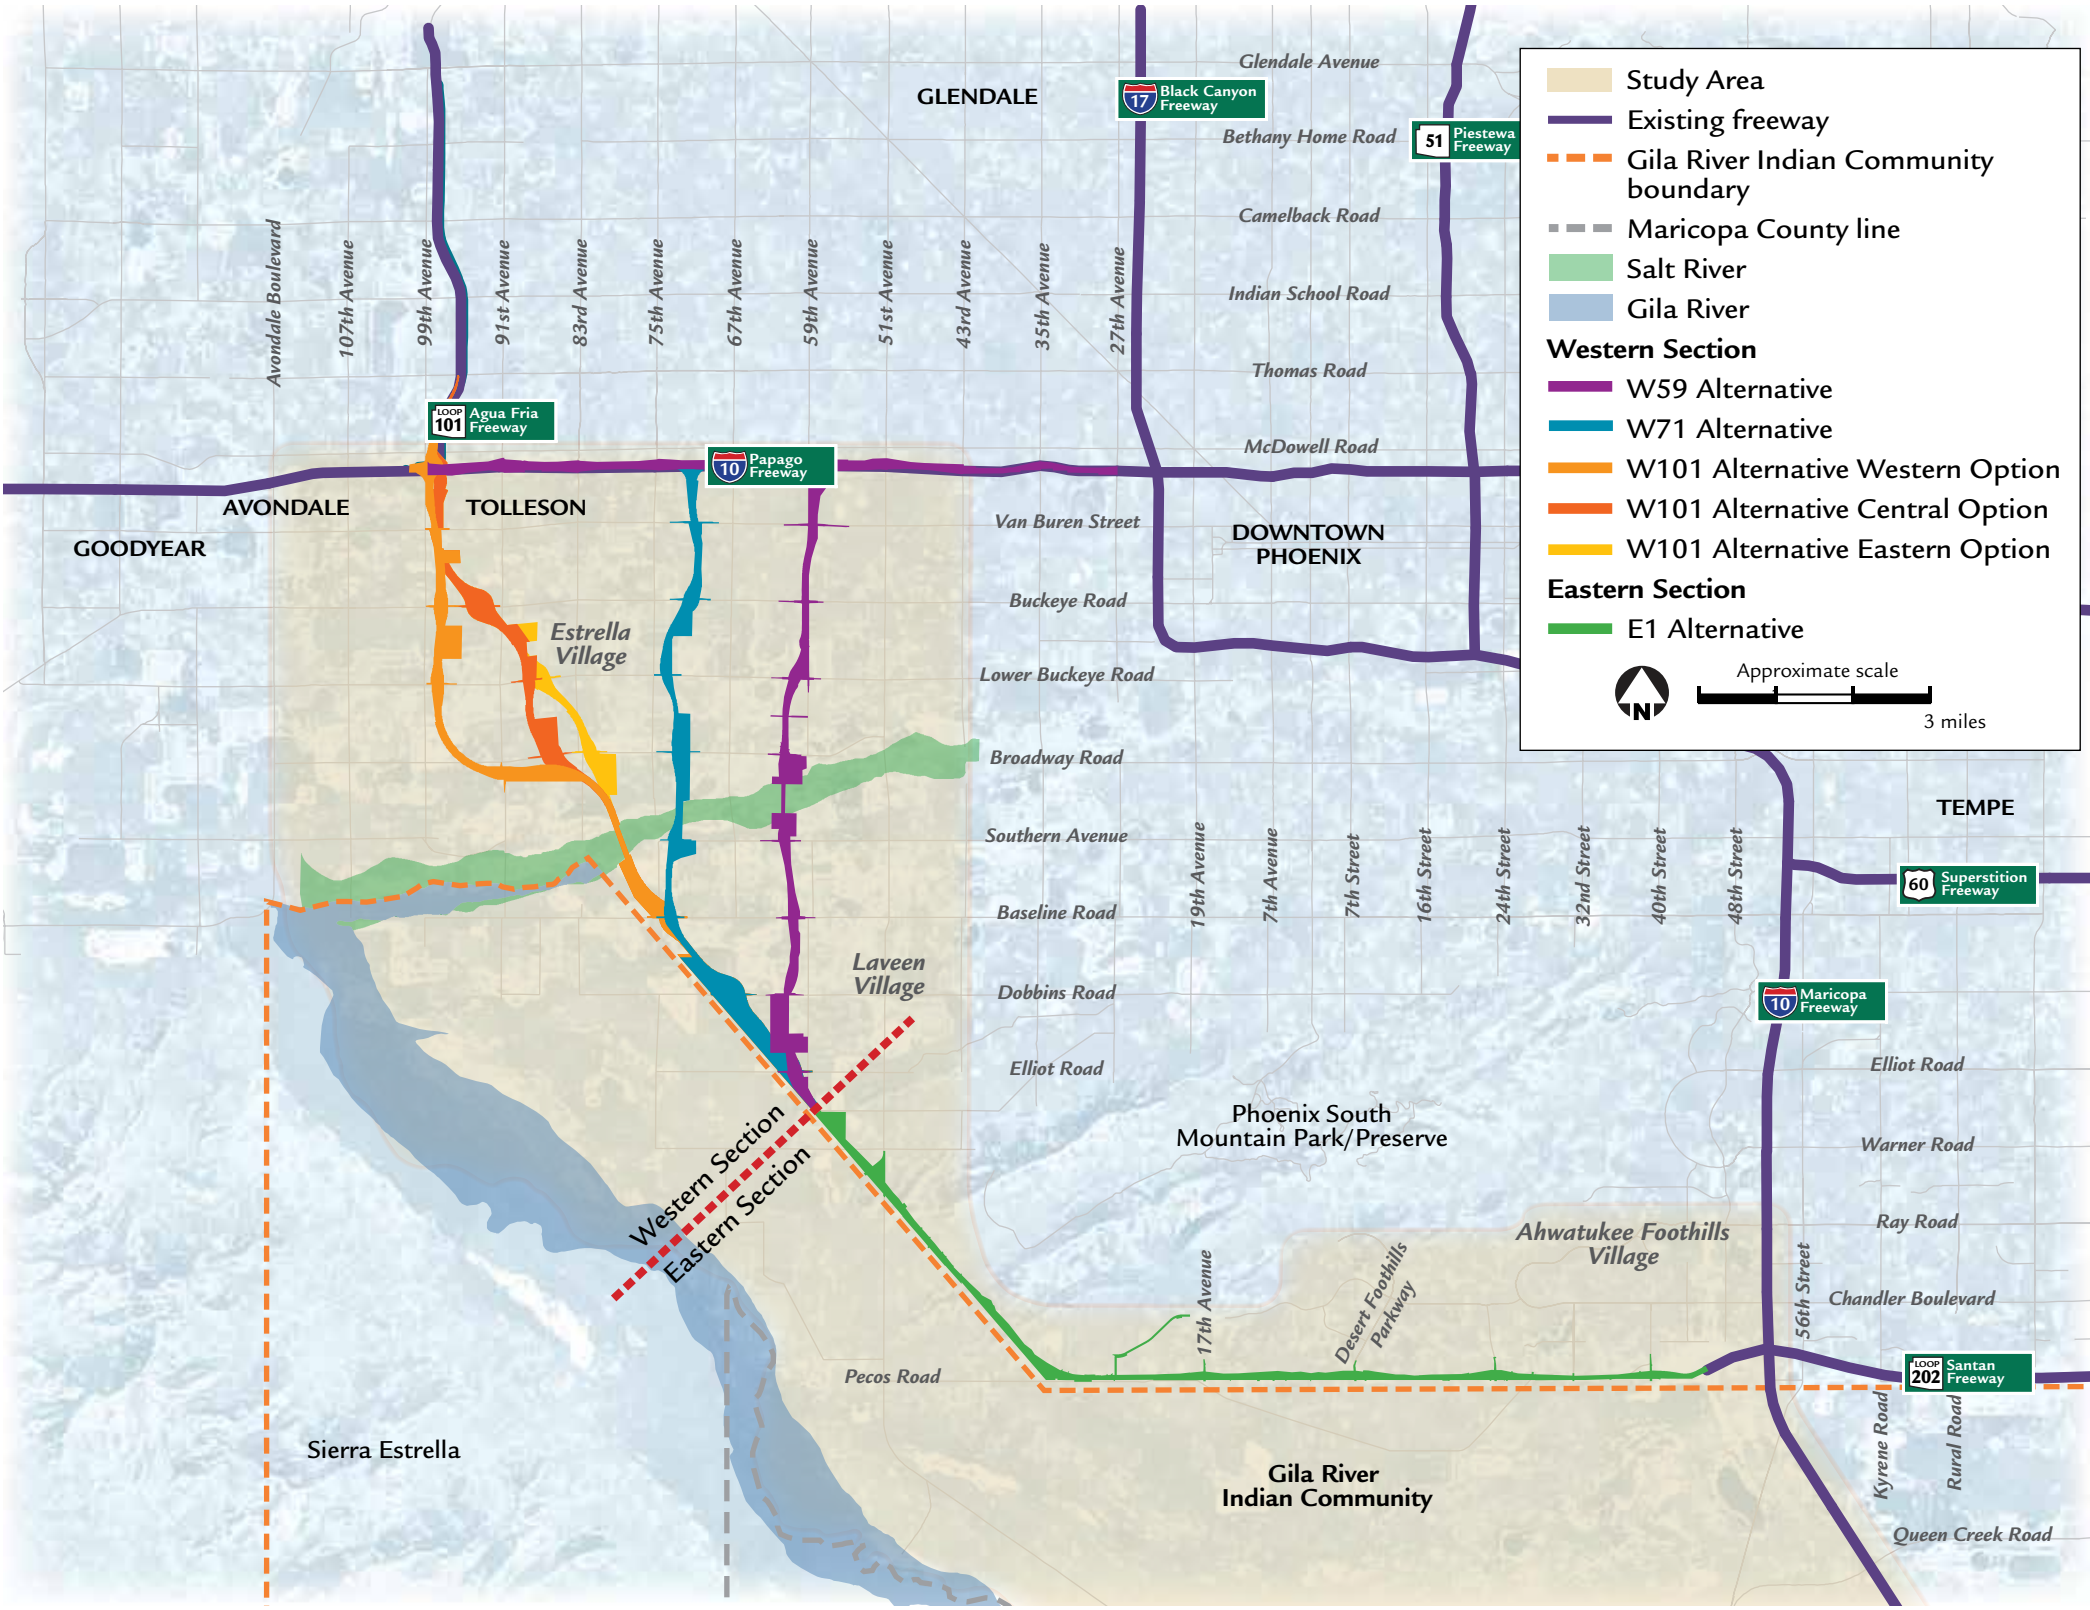 Glendale Avenue
GLENDALE
17
Black Canyon
Freeway
Bethany Home Road
51
Piestewa
Freeway
Camelback Road
Indian School Road
Thomas Road
McDowell Road
Avondale Boulevard
107th Avenue
99th Avenue
91st Avenue
83rd Avenue
75th Avenue
67th Avenue
59th Avenue
51st Avenue
43rd Avenue
35th Avenue
27th Avenue
Study Area
Existing freeway
Gila River Indian Community
boundary
Maricopa County line
Salt River
Gila River
Western Section
W59 Alternative
W71 Alternative
W101 Alternative Western Option
W101 Alternative Central Option
W101 Alternative Eastern Option
Eastern Section
E1 Alternative
N
Approximate scale
3 miles
LOOP
101
Agua Fria
Freeway
10
Papago
Freeway
AVONDALE
TOLLESON
GOODYEAR
Van Buren Street
DOWNTOWN
PHOENIX
Buckeye Road
Estrella
Village
Lower Buckeye Road
Broadway Road
Southern Avenue
Baseline Road
Laveen
Village
Dobbins Road
Elliot Road
19th Avenue
7th Avenue
7th Street
16th Street
24th Street
32nd Street
40th Street
48th Street
TEMPE
60
Superstition
Freeway
10
Maricopa
Freeway
Elliot Road
Phoenix South
Mountain Park/Preserve
Warner Road
Western Section
Eastern Section
Ray Road
Ahwatukee Foothills
Village
17th Avenue
Desert Foothills
Parkway
56th Street
Chandler Boulevard
Pecos Road
LOOP
202
Santan
Freeway
Kyrene Road
Rural Road
Sierra Estrella
Gila River
Indian Community
Queen Creek Road